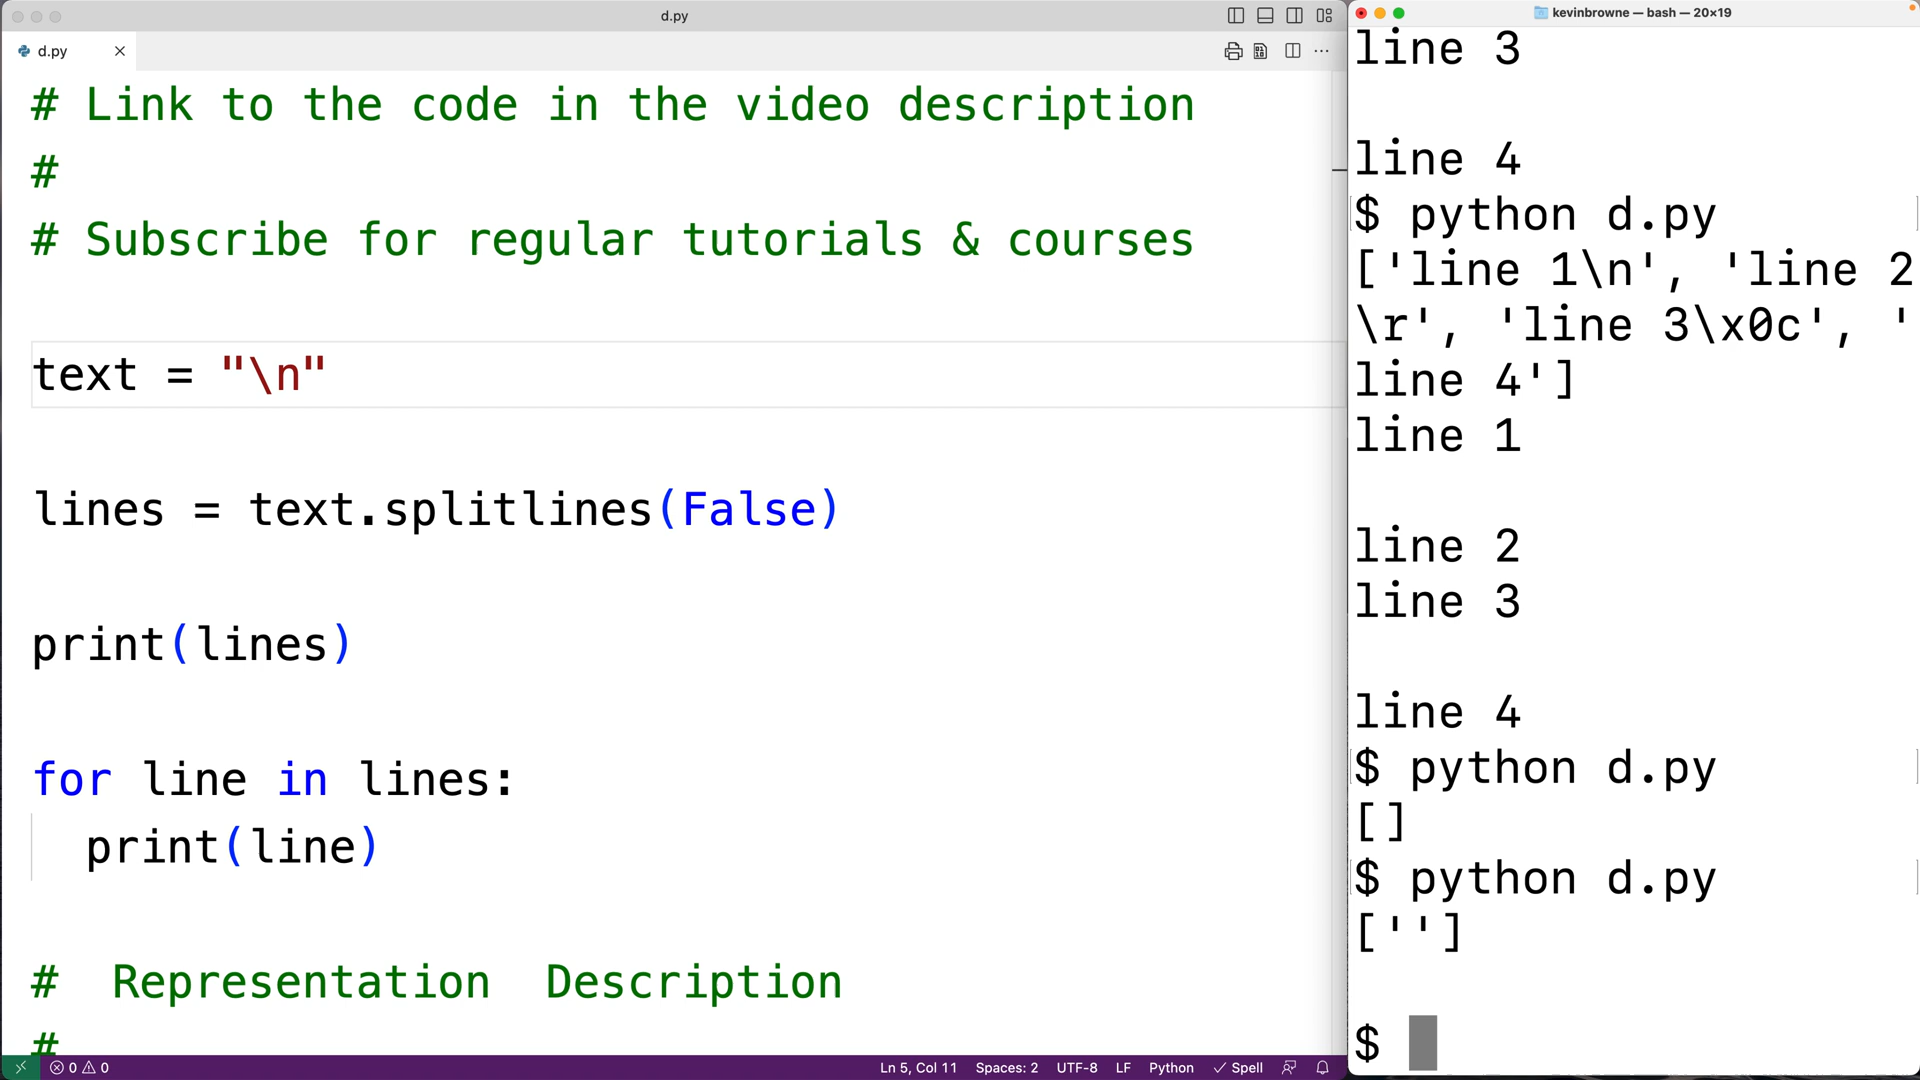 d.py
d.py
# Link to the code in the video description
#
# Subscribe for regular tutorials & courses
text = "\n"
lines = text.splitlines(False)
print(lines)
for line in lines:
print(line)
# Representation Description
#
0 0
Ln 5, Col 11
Spaces: 2
UTF-8
LF
Python
Spell
kevinbrowne — bash — 20×19
line 3
line 4
$ python d.py
['line 1\n', 'line 2
\r', 'line 3\x0c', '
line 4']
line 1
line 2
line 3
line 4
$ python d.py
[]
$ python d.py
['']
$